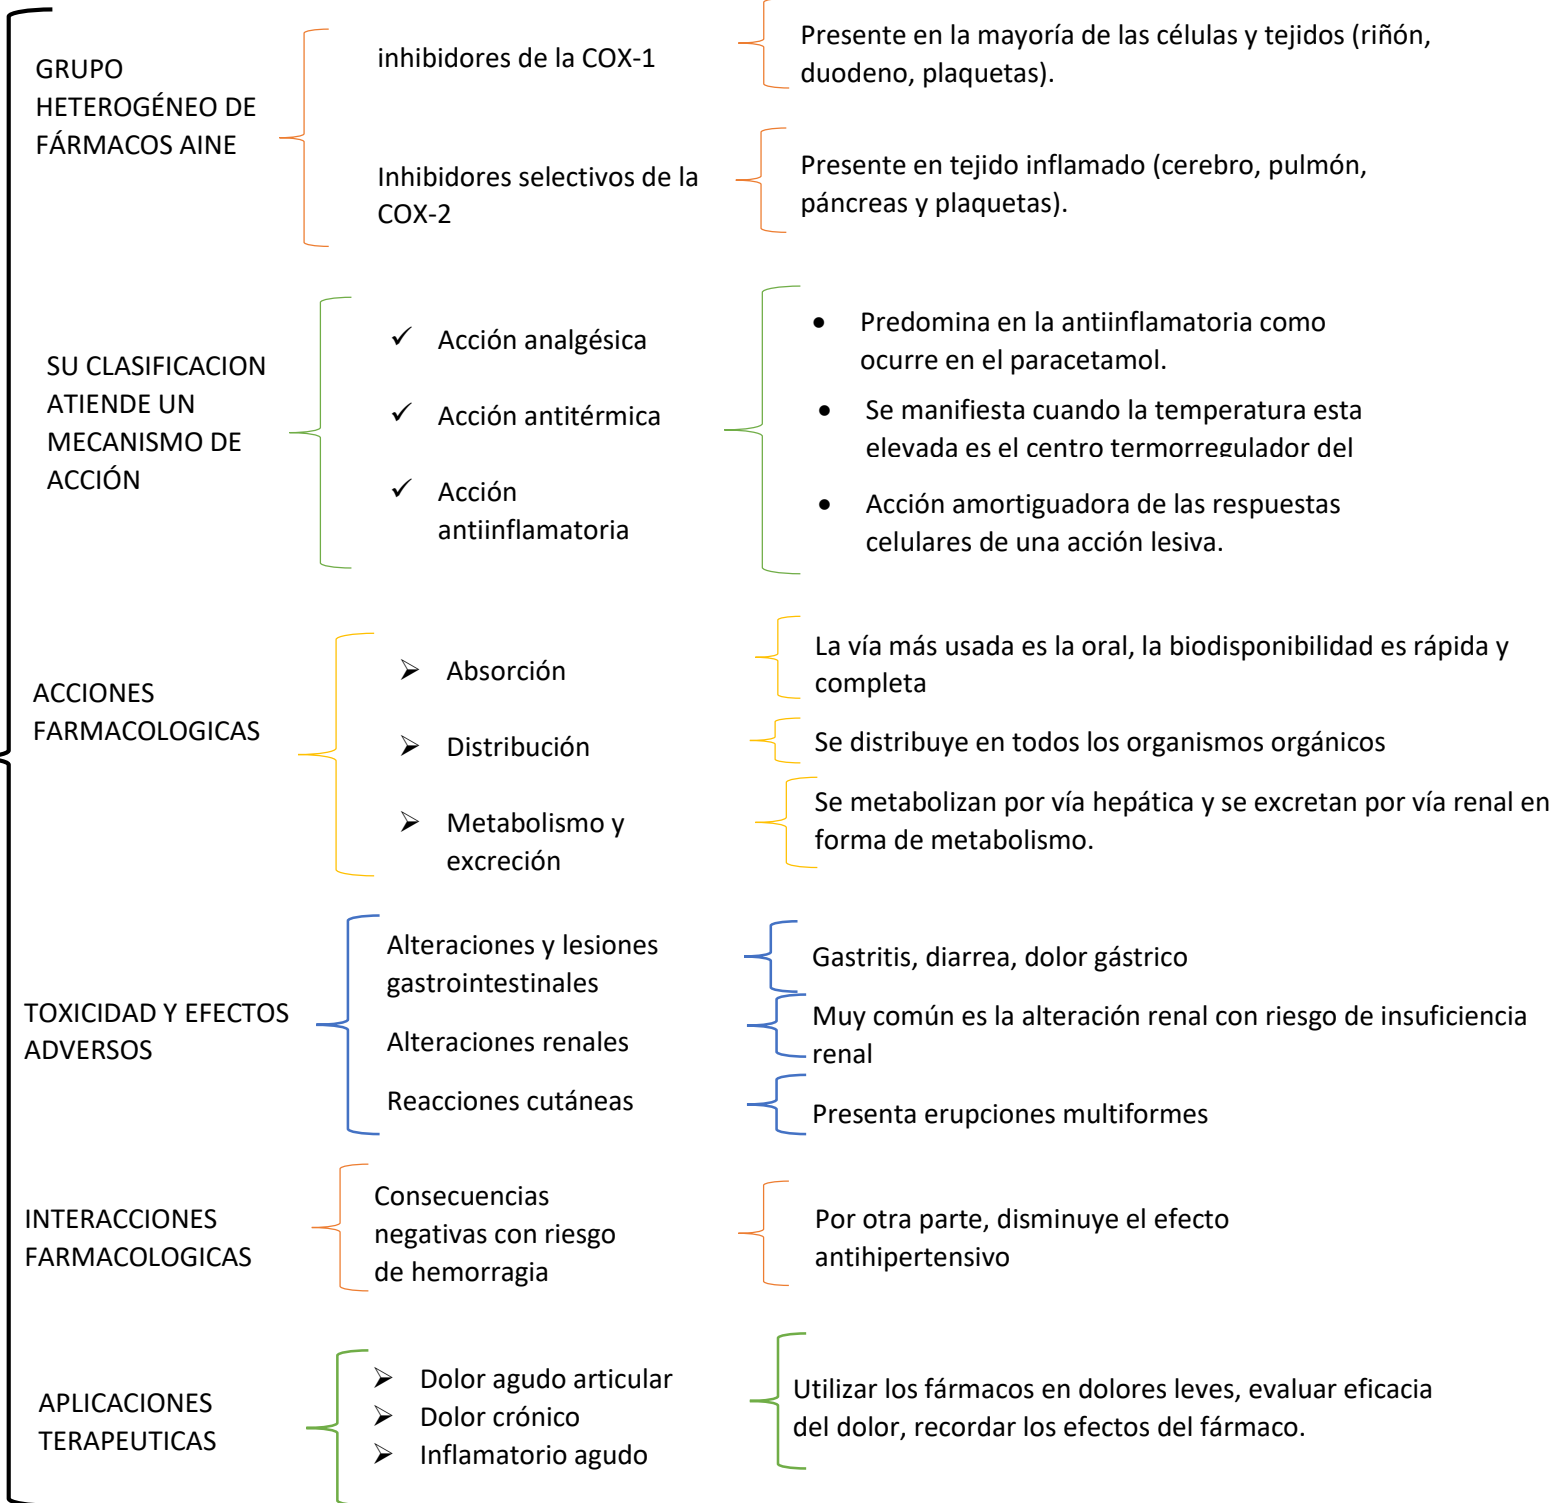 GRUPO
HETEROGÉNEO DE
FÁRMACOS AINE
inhibidores de la COX-1
Presente en la mayoría de las células y tejidos (riñón,
duodeno, plaquetas).
Inhibidores selectivos de la
COX-2
Presente en tejido inflamado (cerebro, pulmón,
páncreas y plaquetas).
SU CLASIFICACION
ATIENDE UN
MECANISMO DE
ACCIÓN
✓ Acción analgésica
✓ Acción antitérmica
✓ Acción
antiinflamatoria
• Predomina en la antiinflamatoria como
ocurre en el paracetamol.
• Se manifiesta cuando la temperatura esta
elevada es el centro termorregulador del
• Acción amortiguadora de las respuestas
celulares de una acción lesiva.
ACCIONES
FARMACOLOGICAS
➢ Absorción
La vía más usada es la oral, la biodisponibilidad es rápida y
completa
➢ Distribución
Se distribuye en todos los organismos orgánicos
➢ Metabolismo y
excreción
Se metabolizan por vía hepática y se excretan por vía renal en
forma de metabolismo.
TOXICIDAD Y EFECTOS
ADVERSOS
Alteraciones y lesiones
gastrointestinales
Gastritis, diarrea, dolor gástrico
Alteraciones renales
Muy común es la alteración renal con riesgo de insuficiencia
renal
Reacciones cutáneas
Presenta erupciones multiformes
INTERACCIONES
FARMACOLOGICAS
Consecuencias
negativas con riesgo
de hemorragia
Por otra parte, disminuye el efecto
antihipertensivo
APLICACIONES
TERAPEUTICAS
➢ Dolor agudo articular
➢ Dolor crónico
➢ Inflamatorio agudo
Utilizar los fármacos en dolores leves, evaluar eficacia
del dolor, recordar los efectos del fármaco.